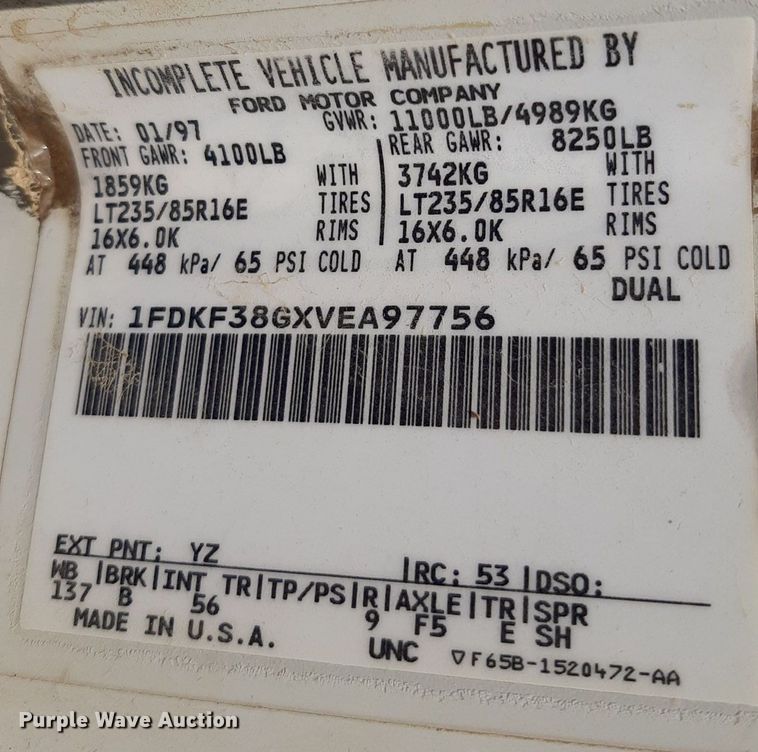 INCOMPLETE VEHICLE MANUFACTURED BY
FORD MOTOR COMPANY
DATE: 01/97 GVWR: 11000LB/4989KG
FRONT GAWR: 4100LB REAR GAWR: 8250LB
1859KG WITH 3742KG WITH
LT235/85R16E TIRES LT235/85R16E TIRES
16X6.0K RIMS 16X6.0K RIMS
AT 448 kPa/ 65 PSI COLD AT 448 kPa/ 65 PSI COLD
DUAL
VIN: 1FDKF38GXVEA97756
EXT PNT: YZ RC: 53 DSO:
WB BRK INT TR TP/PS R AXLE TR SPR
137 B 56 9 F5 E SH
MADE IN U.S.A. UNC ▽F65B-1520472-AA
Purple Wave Auction